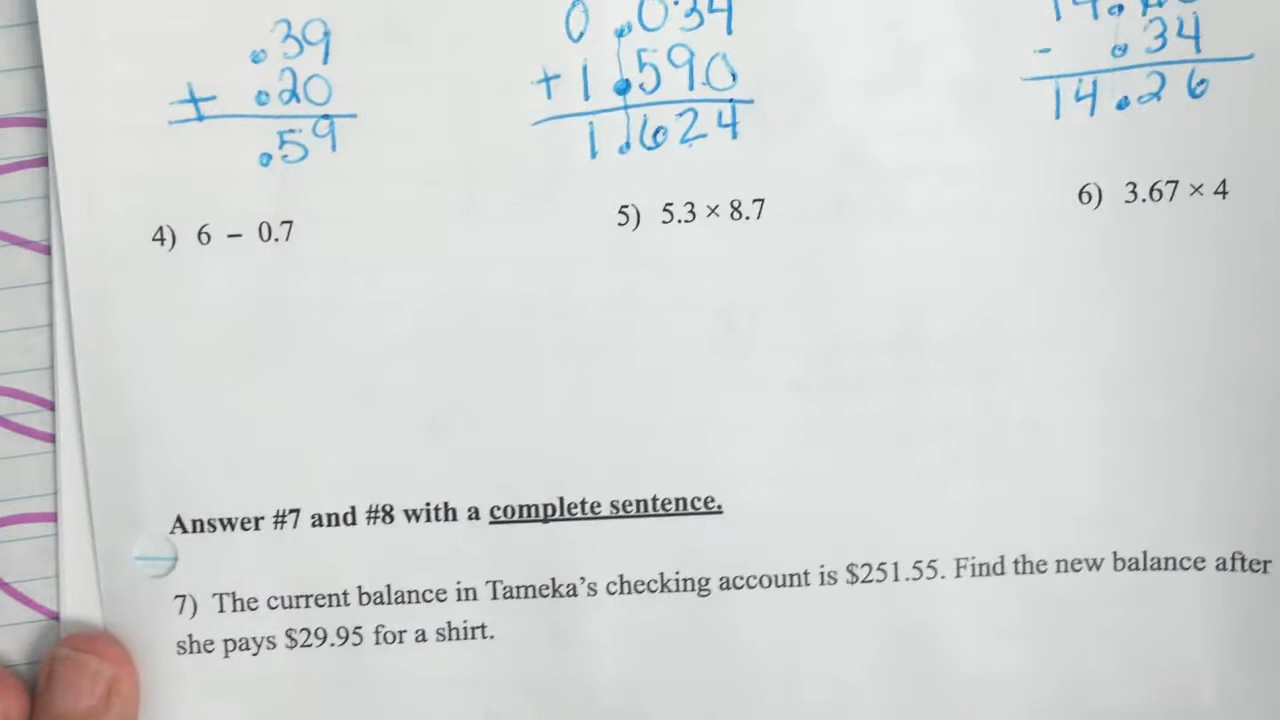 .39
+ .20
.59
0.034
+ 1.590
1.624
- .34
14.26
4) 6 – 0.7
5) 5.3 × 8.7
6) 3.67 × 4
Answer #7 and #8 with a complete sentence.
7) The current balance in Tameka’s checking account is $251.55. Find the new balance after
she pays $29.95 for a shirt.